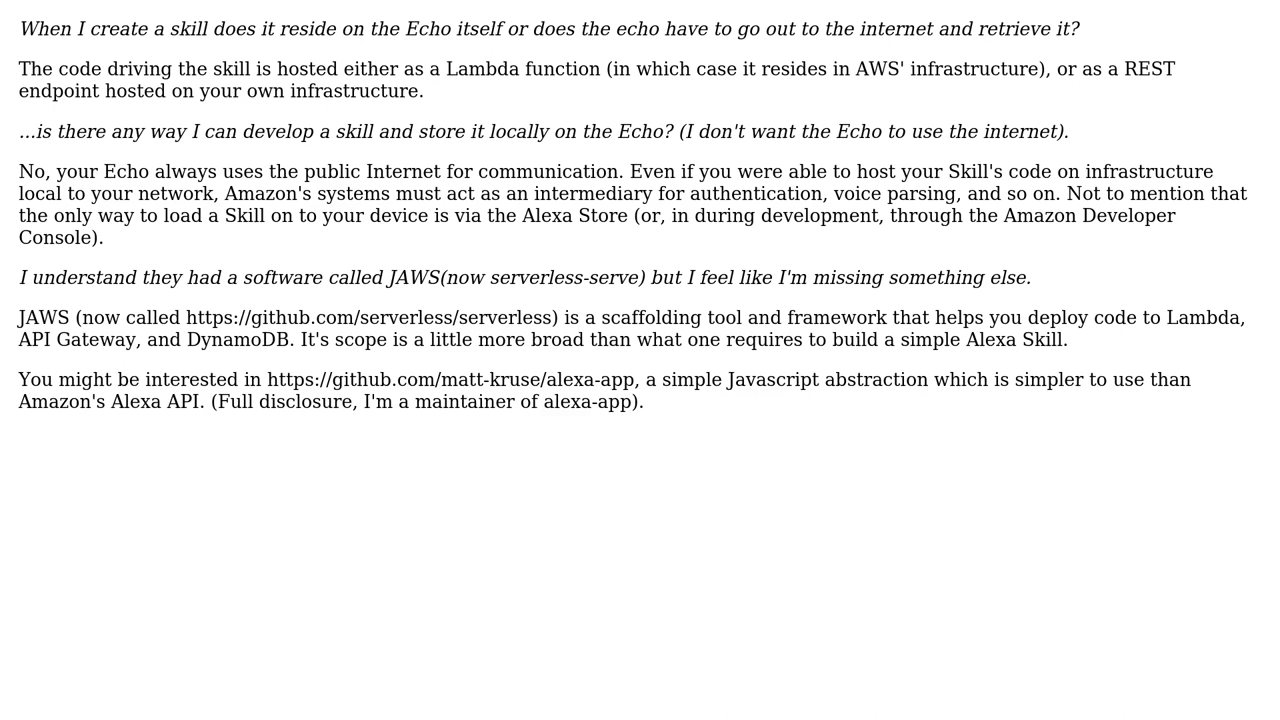 When I create a skill does it reside on the Echo itself or does the echo have to go out to the internet and retrieve it?
The code driving the skill is hosted either as a Lambda function (in which case it resides in AWS' infrastructure), or as a REST
endpoint hosted on your own infrastructure.
...is there any way I can develop a skill and store it locally on the Echo? (I don't want the Echo to use the internet).
No, your Echo always uses the public Internet for communication. Even if you were able to host your Skill's code on infrastructure
local to your network, Amazon's systems must act as an intermediary for authentication, voice parsing, and so on. Not to mention that
the only way to load a Skill on to your device is via the Alexa Store (or, in during development, through the Amazon Developer
Console).
I understand they had a software called JAWS(now serverless-serve) but I feel like I'm missing something else.
JAWS (now called https://github.com/serverless/serverless) is a scaffolding tool and framework that helps you deploy code to Lambda,
API Gateway, and DynamoDB. It's scope is a little more broad than what one requires to build a simple Alexa Skill.
You might be interested in https://github.com/matt-kruse/alexa-app, a simple Javascript abstraction which is simpler to use than
Amazon's Alexa API. (Full disclosure, I'm a maintainer of alexa-app).